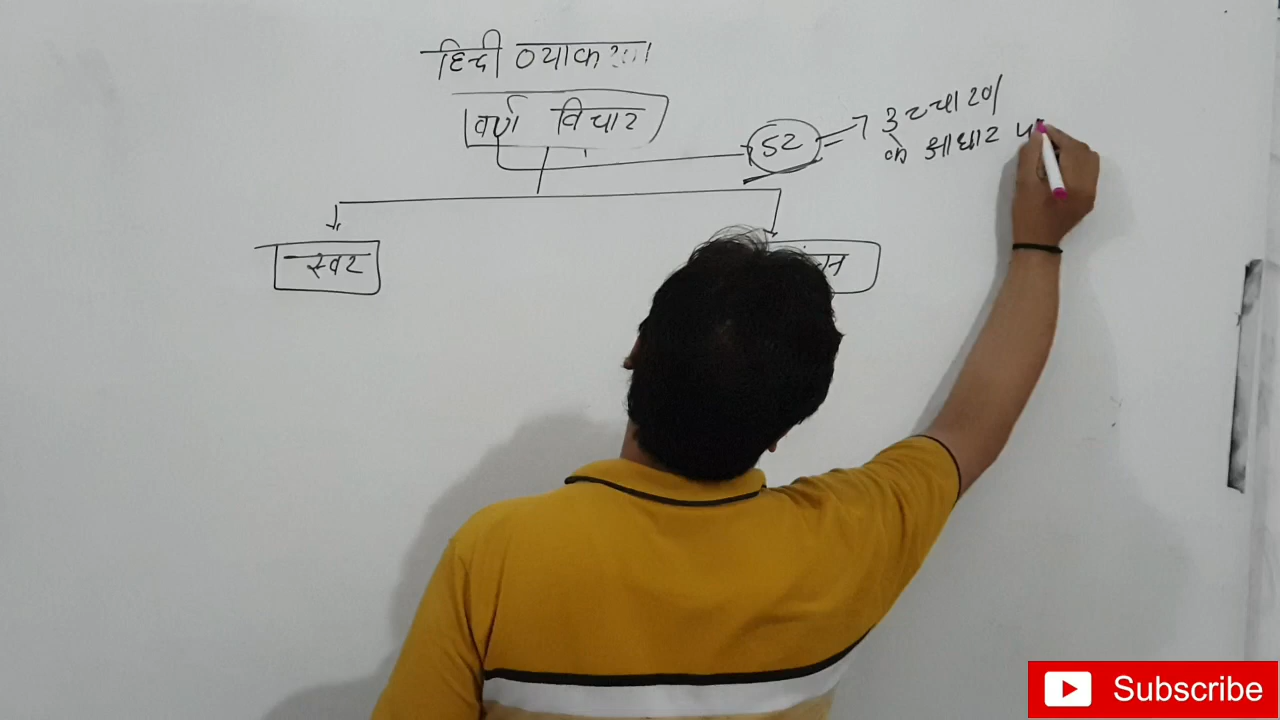 हिन्दी व्याकरण
वर्ण विचार
52
उच्चारण
के आधार प
स्वर
Subscribe